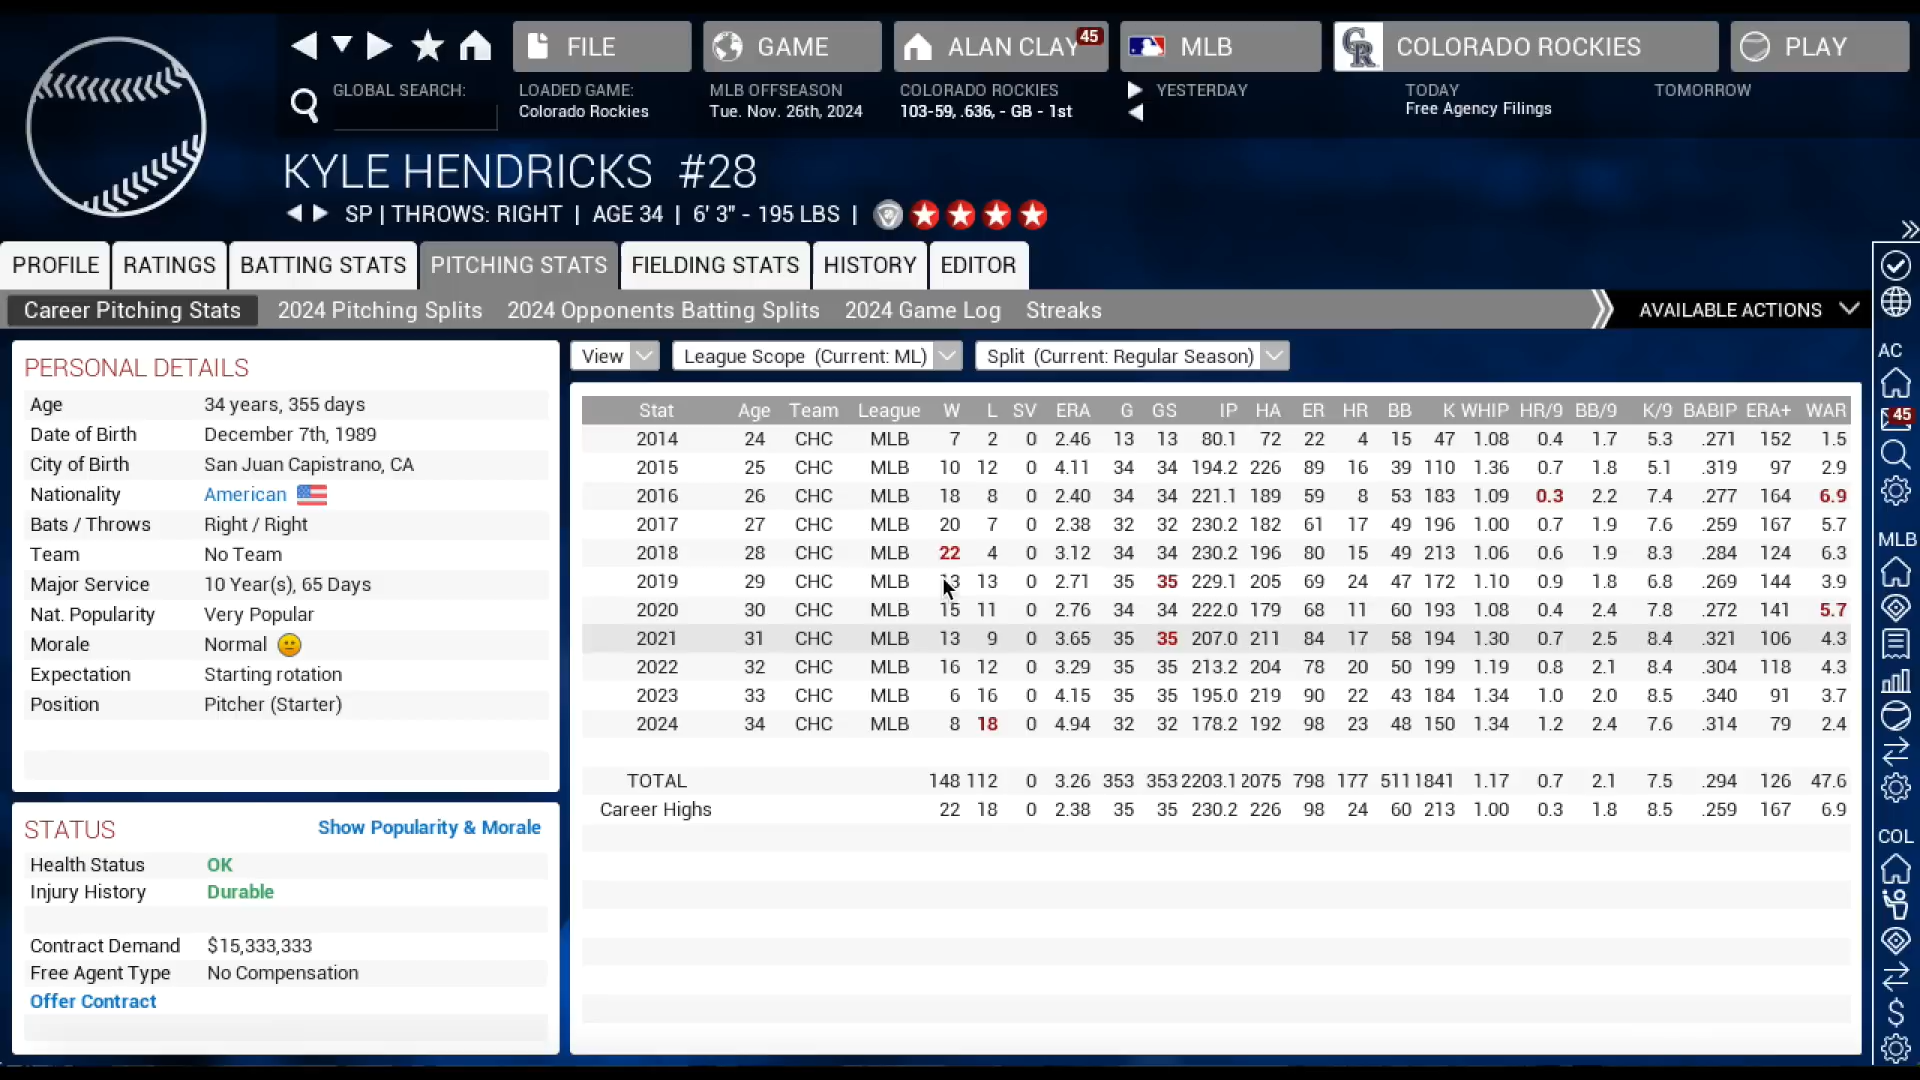 FILE GAME ALAN CLAY 45 MLB COLORADO ROCKIES PLAY
GLOBAL SEARCH: LOADED GAME: MLB OFFSEASON COLORADO ROCKIES YESTERDAY TODAY TOMORROW
Colorado Rockies Tue. Nov. 26th, 2024 103-59, .636, - GB - 1st Free Agency Filings
KYLE HENDRICKS #28
SP | THROWS: RIGHT | AGE 34 | 6' 3" - 195 LBS |
PROFILE RATINGS BATTING STATS PITCHING STATS FIELDING STATS HISTORY EDITOR
Career Pitching Stats 2024 Pitching Splits 2024 Opponents Batting Splits 2024 Game Log Streaks AVAILABLE ACTIONS
PERSONAL DETAILS
Age 34 years, 355 days
Date of Birth December 7th, 1989
City of Birth San Juan Capistrano, CA
Nationality American
Bats / Throws Right / Right
Team No Team
Major Service 10 Year(s), 65 Days
Nat. Popularity Very Popular
Morale Normal
Expectation Starting rotation
Position Pitcher (Starter)
STATUS Show Popularity & Morale
Health Status OK
Injury History Durable
Contract Demand $15,333,333
Free Agent Type No Compensation
Offer Contract
View League Scope (Current: ML) Split (Current: Regular Season)
Stat Age Team League W L SV ERA G GS IP HA ER HR BB K WHIP HR/9 BB/9 K/9 BABIP ERA+ WAR
2014 24 CHC MLB 7 2 0 2.46 13 13 80.1 72 22 4 15 47 1.08 0.4 1.7 5.3 .271 152 1.5
2015 25 CHC MLB 10 12 0 4.11 34 34 194.2 226 89 16 39 110 1.36 0.7 1.8 5.1 .319 97 2.9
2016 26 CHC MLB 18 8 0 2.40 34 34 221.1 189 59 8 53 183 1.09 0.3 2.2 7.4 .277 164 6.9
2017 27 CHC MLB 20 7 0 2.38 32 32 230.2 182 61 17 49 196 1.00 0.7 1.9 7.6 .259 167 5.7
2018 28 CHC MLB 22 4 0 3.12 34 34 230.2 196 80 15 49 213 1.06 0.6 1.9 8.3 .284 124 6.3
2019 29 CHC MLB 13 13 0 2.71 35 35 229.1 205 69 24 47 172 1.10 0.9 1.8 6.8 .269 144 3.9
2020 30 CHC MLB 15 11 0 2.76 34 34 222.0 179 68 11 60 193 1.08 0.4 2.4 7.8 .272 141 5.7
2021 31 CHC MLB 13 9 0 3.65 35 35 207.0 211 84 17 58 194 1.30 0.7 2.5 8.4 .321 106 4.3
2022 32 CHC MLB 16 12 0 3.29 35 35 213.2 204 78 20 50 199 1.19 0.8 2.1 8.4 .304 118 4.3
2023 33 CHC MLB 6 16 0 4.15 35 35 195.0 219 90 22 43 184 1.34 1.0 2.0 8.5 .340 91 3.7
2024 34 CHC MLB 8 18 0 4.94 32 32 178.2 192 98 23 48 150 1.34 1.2 2.4 7.6 .314 79 2.4
TOTAL 148 112 0 3.26 353 353 2203.1 2075 798 177 511 1841 1.17 0.7 2.1 7.5 .294 126 47.6
Career Highs 22 18 0 2.38 35 35 230.2 226 98 24 60 213 1.00 0.3 1.8 8.5 .259 167 6.9
AC
45
MLB
COL